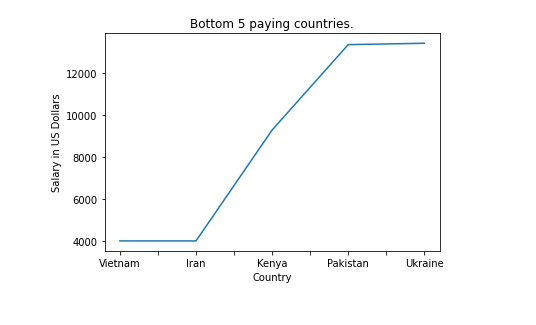 Bottom 5 paying countries.
Salary in US Dollars
12000
10000
8000
6000
4000
Vietnam Iran Kenya Pakistan Ukraine
Country